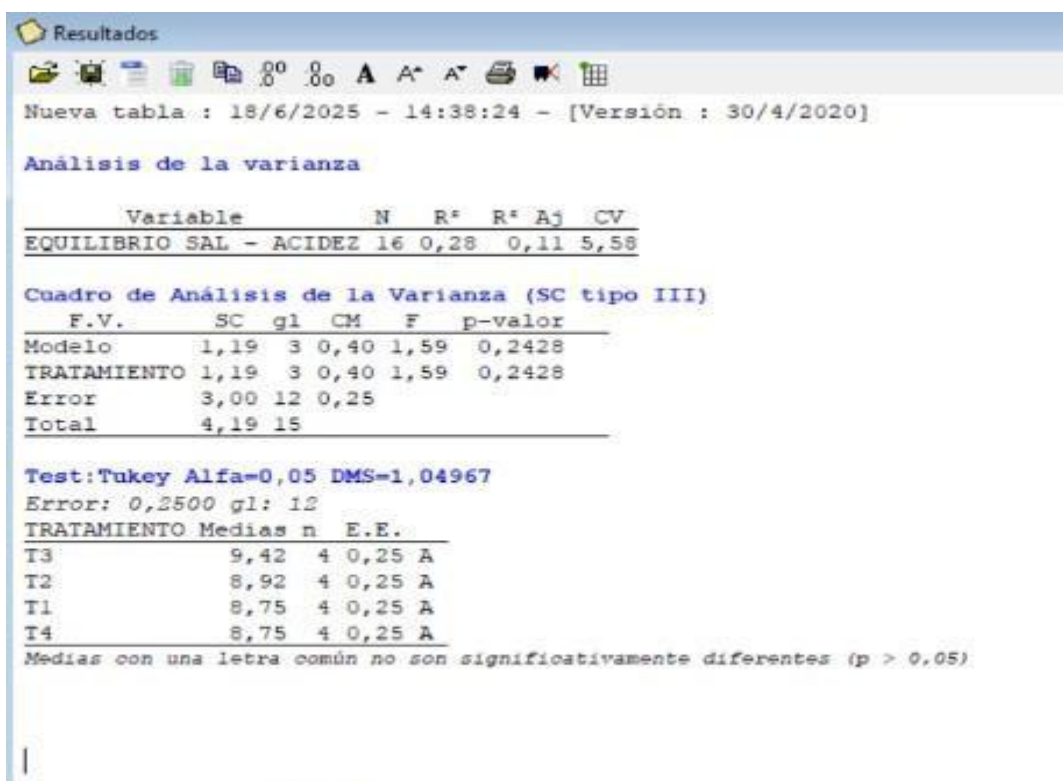 Resultados
A A A
Nueva tabla : 18/6/2025 - 14:38:24 - [Versión : 30/4/2020]
Análisis de la varianza
Variable N R² R² Aj CV
EQUILIBRIO SAL - ACIDEZ 16 0,28 0,11 5,58
Cuadro de Análisis de la Varianza (SC tipo III)
F.V. SC gl CM F p-valor
Modelo 1,19 3 0,40 1,59 0,2428
TRATAMIENTO 1,19 3 0,40 1,59 0,2428
Error 3,00 12 0,25
Total 4,19 15
Test:Tukey Alfa=0,05 DMS=1,04967
Error: 0,2500 gl: 12
TRATAMIENTO Medias n E.E.
T3 9,42 4 0,25 A
T2 8,92 4 0,25 A
T1 8,75 4 0,25 A
T4 8,75 4 0,25 A
Medias con una letra común no son significativamente diferentes (p > 0,05)